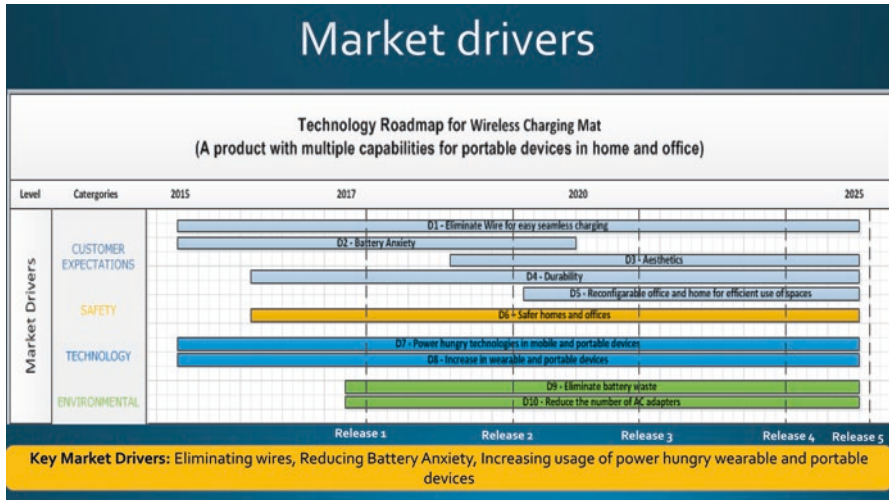 Market drivers
Technology Roadmap for Wireless Charging Mat
(A product with multiple capabilities for portable devices in home and office)
Level Catergories 2015 2017 2020 2025
Market Drivers
CUSTOMER
EXPECTATIONS
D1 - Eliminate Wire for easy seamless charging
D2 - Battery Anxiety
D3 - Aesthetics
D4 - Durability
D5 - Reconfigarable office and home for efficient use of spaces
SAFETY
D6 - Safer homes and offices
TECHNOLOGY
D7 - Power hungry technologies in mobile and portable devices
D8 - Increase in wearable and portable devices
ENVIRONMENTAL
D9 - Eliminate battery waste
D10 - Reduce the number of AC adapters
Release 1 Release 2 Release 3 Release 4 Release 5
Key Market Drivers: Eliminating wires, Reducing Battery Anxiety, Increasing usage of power hungry wearable and portable
devices